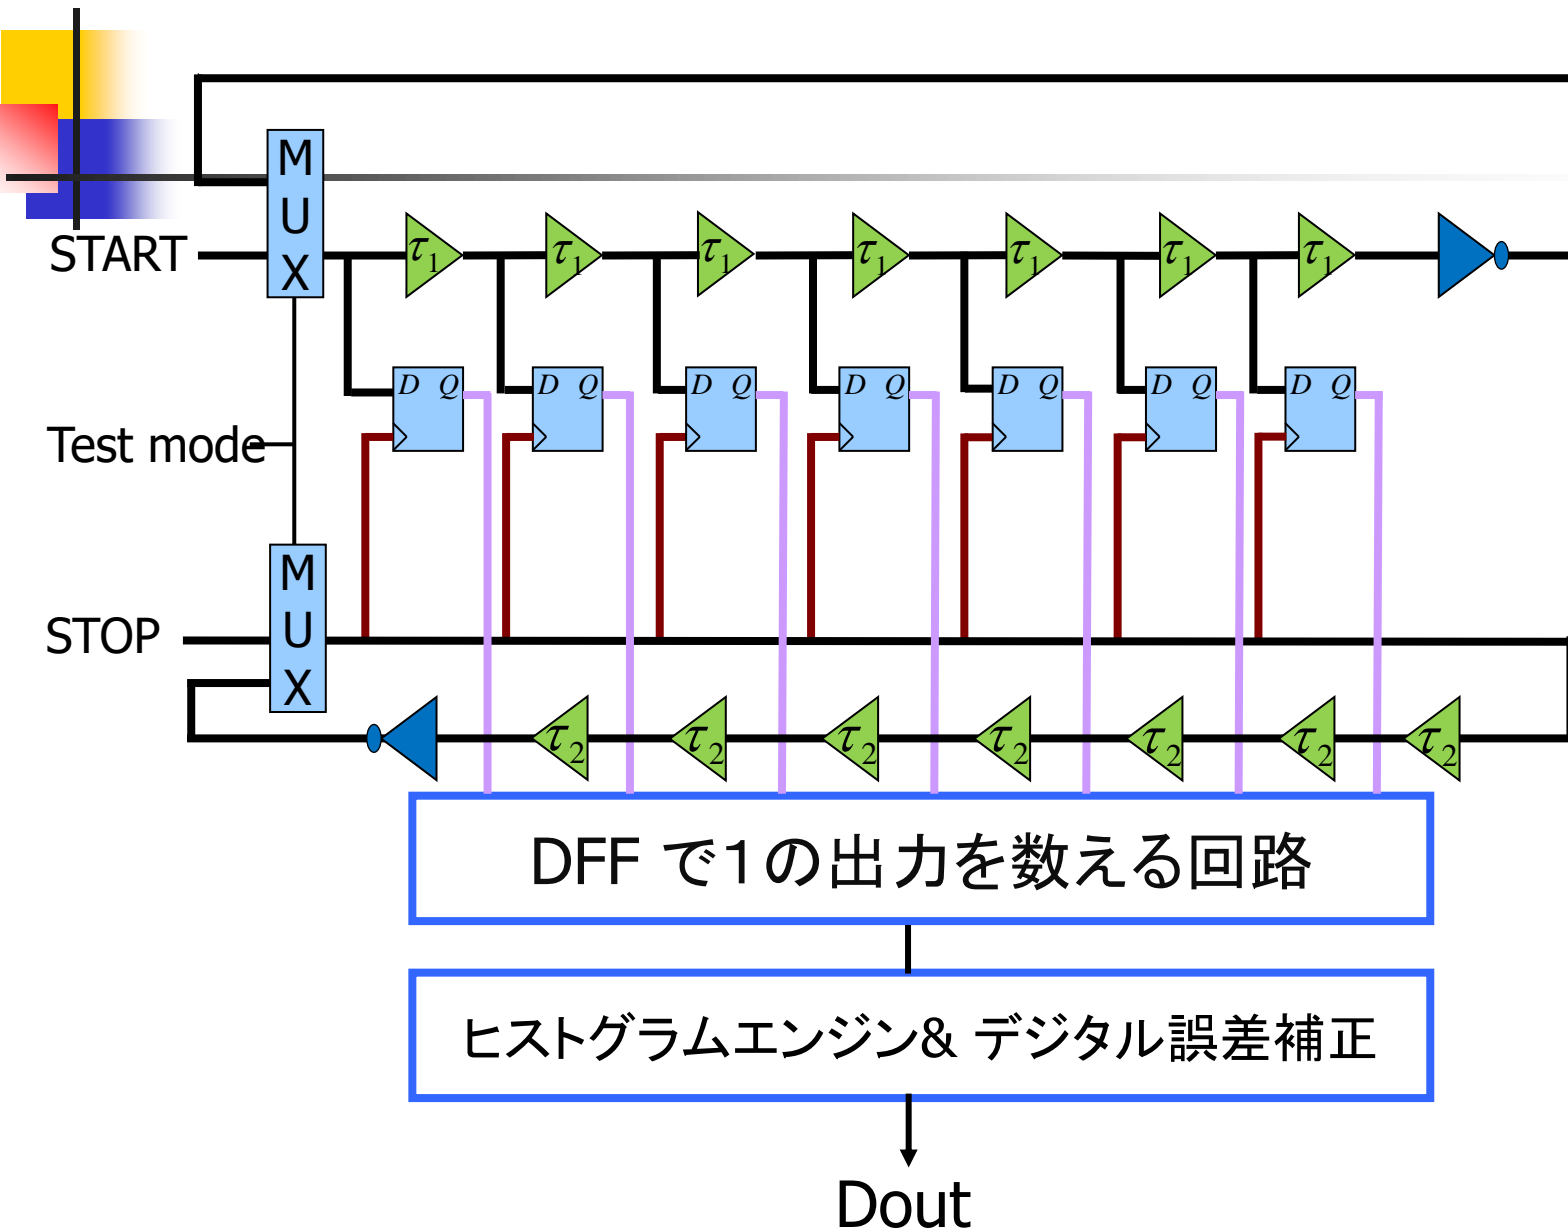 M
U
X
START
τ1 τ1 τ1 τ1 τ1 τ1 τ1
D Q D Q D Q D Q D Q D Q D Q
Test mode
M
U
X
STOP
τ2 τ2 τ2 τ2 τ2 τ2 τ2
DFF で１の出力を数える回路
ヒストグラムエンジン& デジタル誤差補正
Dout